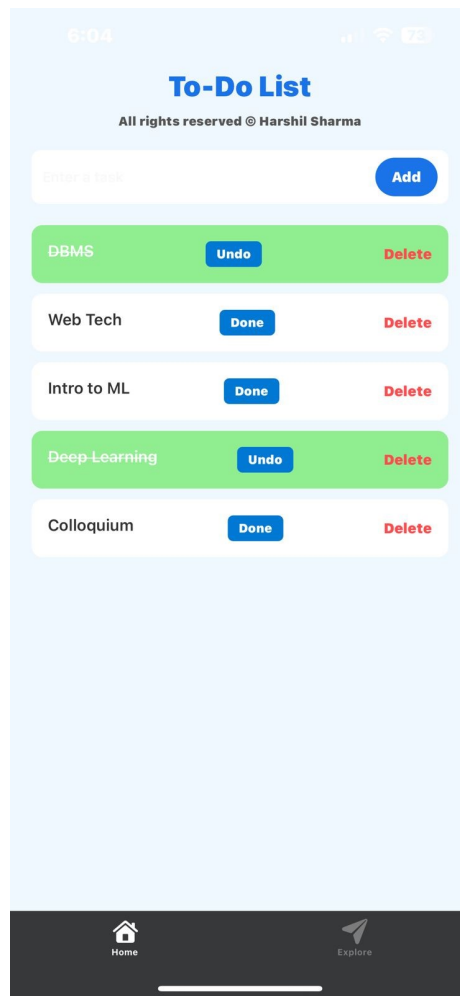 6:04 73
To-Do List
All rights reserved © Harshil Sharma
Enter a task Add
DBMS Undo Delete
Web Tech Done Delete
Intro to ML Done Delete
Deep Learning Undo Delete
Colloquium Done Delete
Home Explore